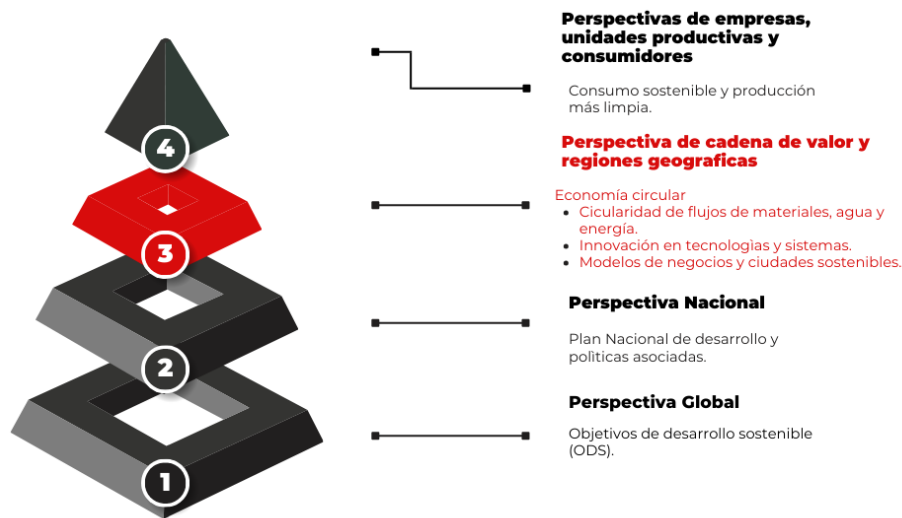 Perspectivas de empresas,
unidades productivas y
consumidores
Consumo sostenible y producción
más limpia.
4
Perspectiva de cadena de valor y
regiones geograficas
Economía circular
• Cicularidad de flujos de materiales, agua y
energía.
• Innovación en tecnologìas y sistemas.
• Modelos de negocios y ciudades sostenibles.
3
Perspectiva Nacional
Plan Nacional de desarrollo y
polìticas asociadas.
2
Perspectiva Global
Objetivos de desarrollo sostenible
(ODS).
1